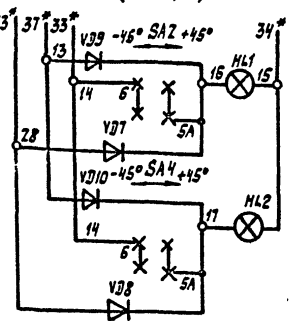 3* 37* 33* 34*
13 VD9 -45° SA2 +45° HL1
14 6 16 15
5A
28 VD7
VD10 -45° SA4 +45°
17 HL2
14 6
5A
VD8